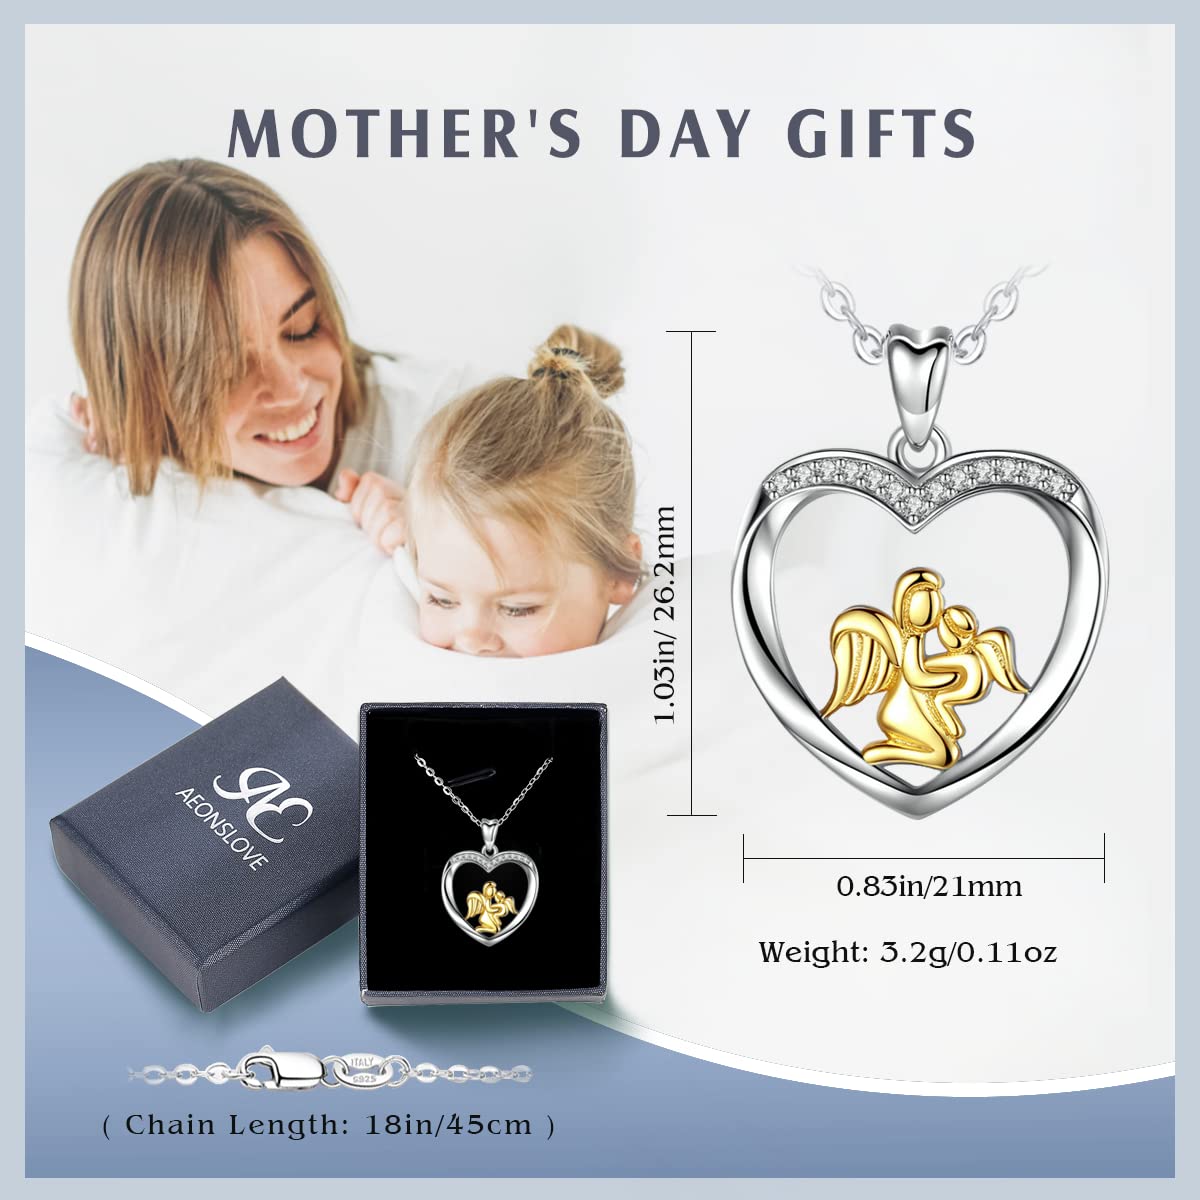 MOTHER'S DAY GIFTS
1.03in/ 26.2mm
0.83in/21mm
Weight: 3.2g/0.11oz
AE
AEONSLOVE
ITALY
S925
( Chain Length: 18in/45cm )